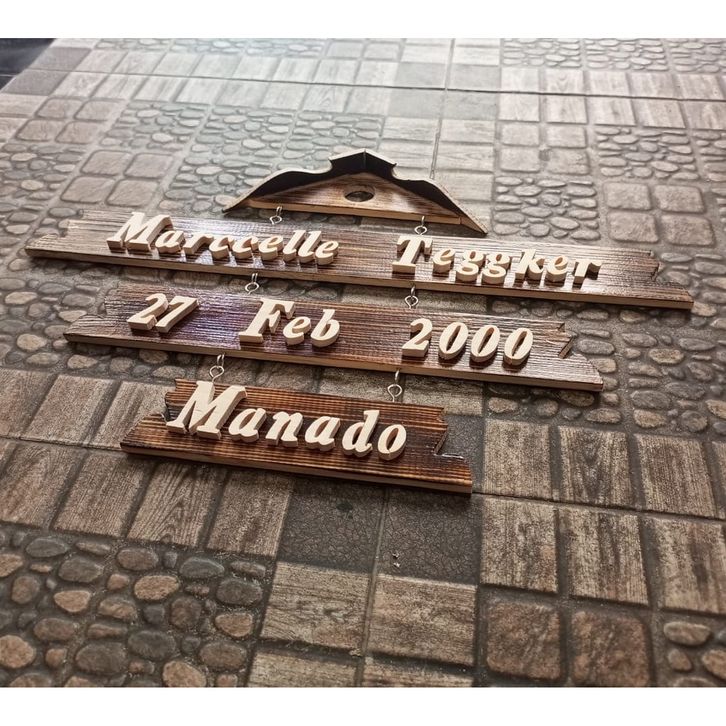 Marccelle Teggker
27 Feb 2000
Manado